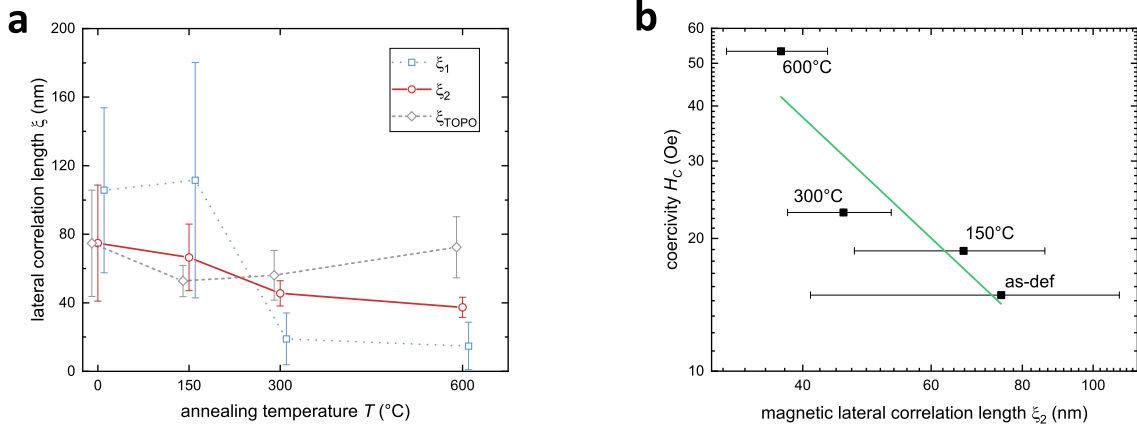 a
200
160
120
80
40
0
lateral correlation length ξ (nm)
0 150 300 600
annealing temperature T (°C)
ξ1
ξ2
ξTOPO
b
60
50
40
30
20
10
coercivity HC (Oe)
600°C
300°C
150°C
as-def
40 60 80 100
magnetic lateral correlation length ξ2 (nm)